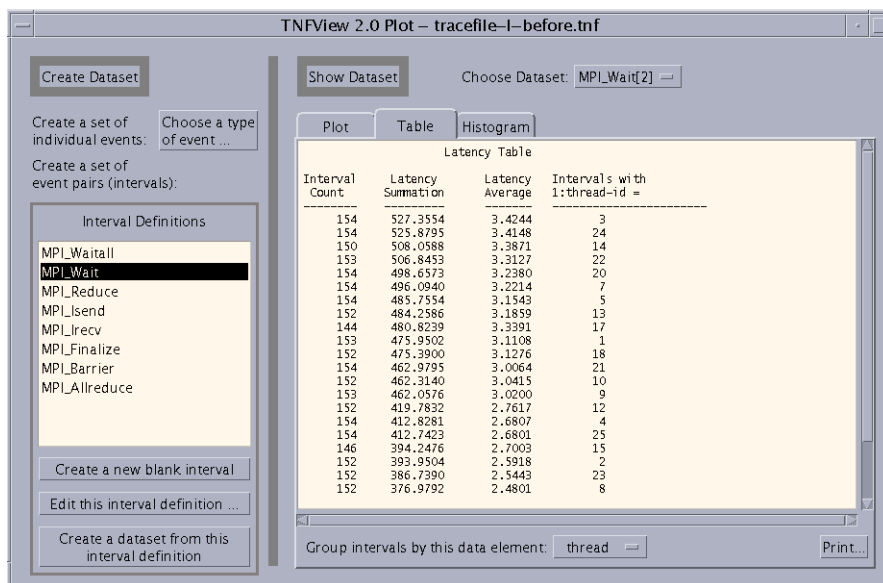 TNFView 2.0 Plot – tracefile–l–before.tnf
Create Dataset
Create a set of
individual events:
Choose a type
of event ...
Create a set of
event pairs (intervals):
Interval Definitions
MPI_Waitall
MPI_Wait
MPI_Reduce
MPI_Isend
MPI_Irecv
MPI_Finalize
MPI_Barrier
MPI_Allreduce
Create a new blank interval
Edit this interval definition ...
Create a dataset from this
interval definition
Show Dataset
Choose Dataset: MPI_Wait[2]
Plot Table Histogram
Latency Table
Interval Latency Latency Intervals with
Count Summation Average 1:thread-id =
-------- --------- ------- ----------------------
154 527.3554 3.4244 3
154 525.8795 3.4148 24
150 508.0588 3.3871 14
153 506.8453 3.3127 22
154 498.6573 3.2380 20
154 496.0940 3.2214 7
154 485.7554 3.1543 5
152 484.2586 3.1859 13
144 480.8239 3.3391 17
153 475.9502 3.1108 1
152 475.3900 3.1276 18
154 462.9795 3.0064 21
152 462.3140 3.0415 10
153 462.0576 3.0200 9
152 419.7832 2.7617 12
154 412.8281 2.6807 4
154 412.7423 2.6801 25
146 394.2476 2.7003 15
152 393.9504 2.5918 2
152 386.7390 2.5443 23
152 376.9792 2.4801 8
Group intervals by this data element: thread
Print...